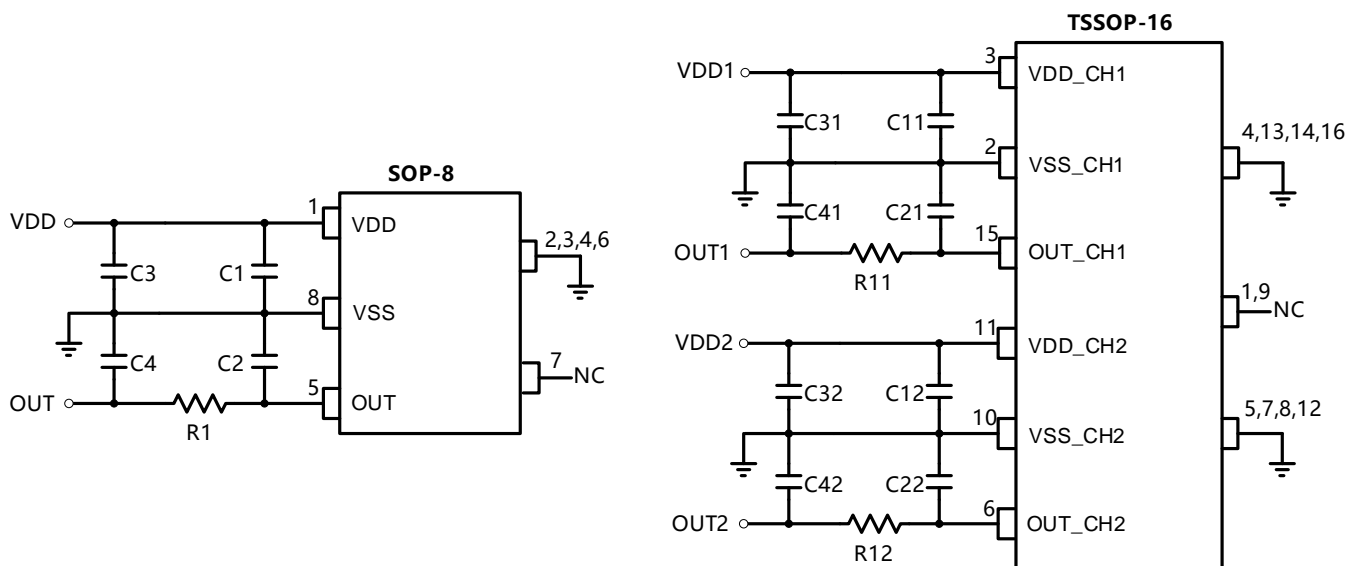 SOP-8
VDD
C3
C1
1
VDD
2,3,4,6
8
VSS
C4
C2
7
NC
OUT
R1
5
OUT
TSSOP-16
VDD1
3
VDD_CH1
C31
C11
2
VSS_CH1
4,13,14,16
C41
C21
OUT1
R11
15
OUT_CH1
1,9
NC
VDD2
11
VDD_CH2
C32
C12
10
VSS_CH2
5,7,8,12
C42
C22
OUT2
R12
6
OUT_CH2